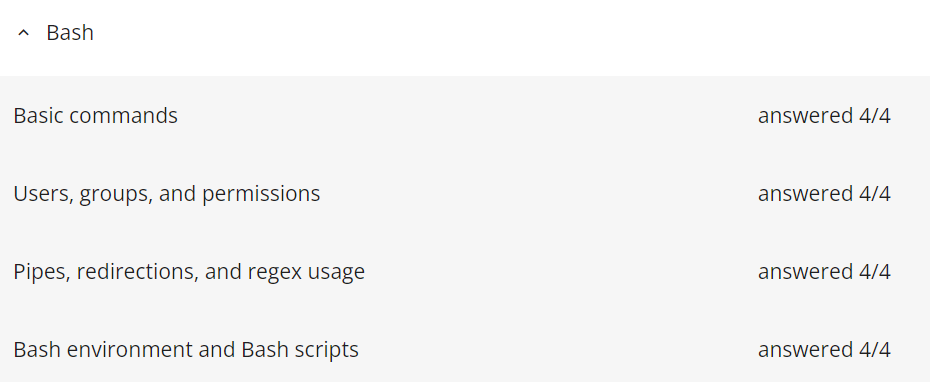 Bash
Basic commands answered 4/4
Users, groups, and permissions answered 4/4
Pipes, redirections, and regex usage answered 4/4
Bash environment and Bash scripts answered 4/4